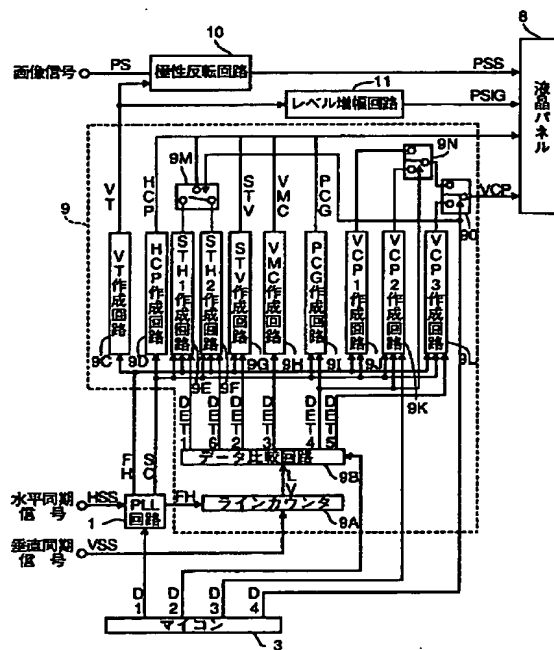 8
10
画像信号
PS
極性反転回路
PSS
11
レベル増幅回路
PSIG
液晶パネル
9
VT
HCP
9M
STV
VMC
PCG
9N
VCP
9O
VT作成回路
HCP作成回路
STH1作成回路
STH2作成回路
STV作成回路
VMC作成回路
PCG作成回路
VCP1作成回路
VCP2作成回路
VCP3作成回路
9C
9D
9E
9F
9G
9H
9I
9J
9K
9L
DET1
DET6
DET2
DET3
DET4
DET5
FH
SC
データ比較回路
9B
LV
水平同期信号
HSS
PLL回路
1
FH
ラインカウンタ
9A
垂直同期信号
VSS
D1
D2
D3
D4
マイコン
3